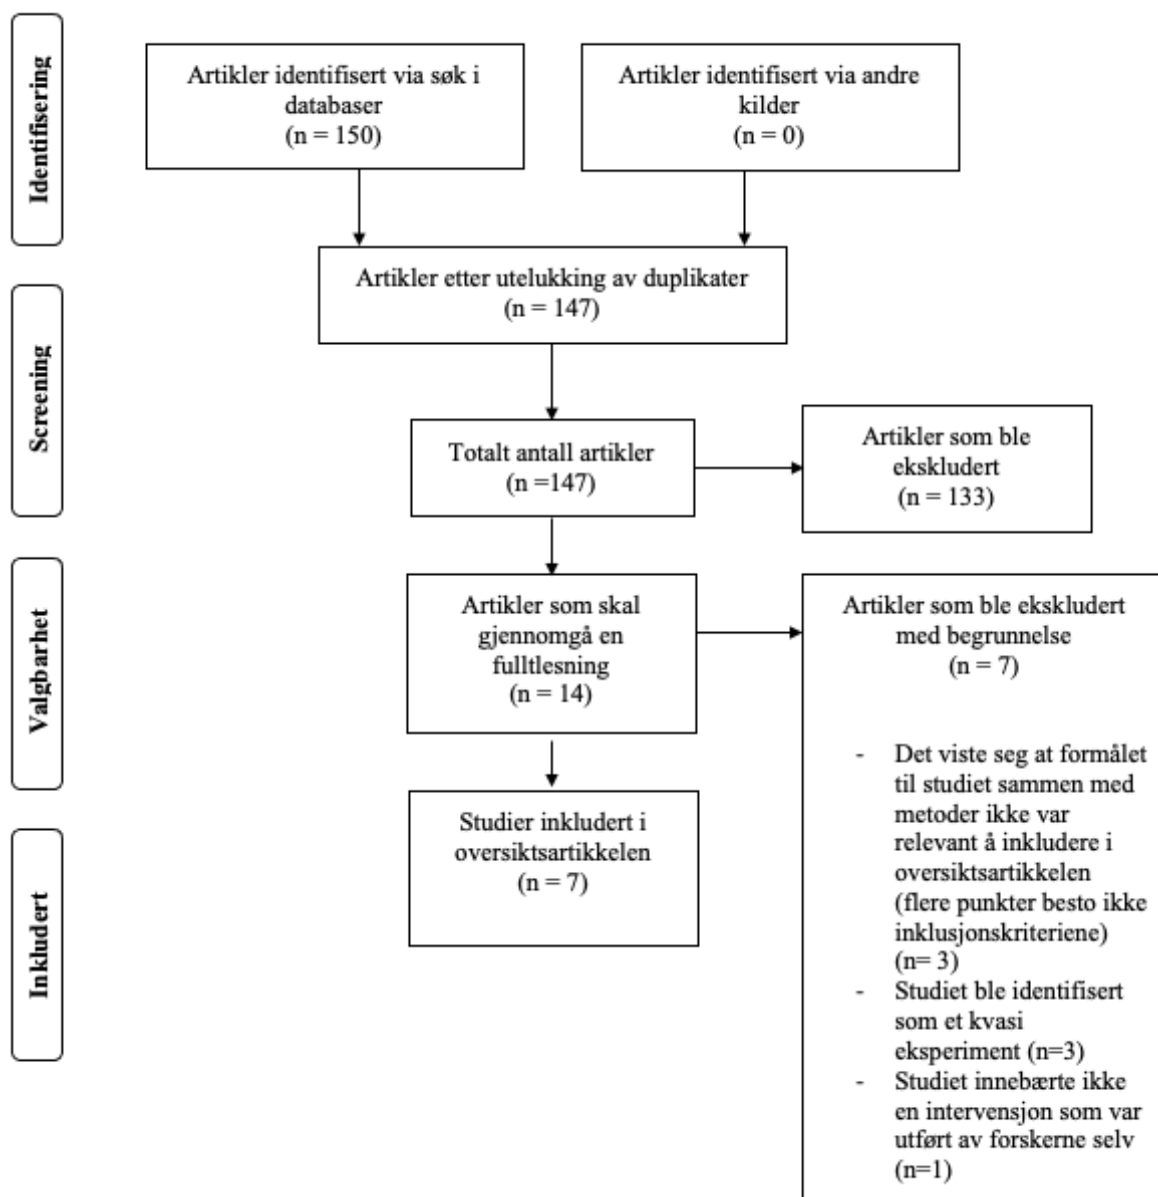 Identifisering
Artikler identifisert via søk i
databaser
(n = 150)
Artikler identifisert via andre
kilder
(n = 0)
Artikler etter utelukking av duplikater
(n = 147)
Screening
Totalt antall artikler
(n =147)
Artikler som ble
ekskludert
(n = 133)
Valgbarhet
Artikler som skal
gjennomgå en
fulltlesning
(n = 14)
Artikler som ble ekskludert
med begrunnelse
(n = 7)
- Det viste seg at formålet
til studiet sammen med
metoder ikke var
relevant å inkludere i
oversiktsartikkelen
(flere punkter besto ikke
inklusjonskriteriene)
(n= 3)
- Studiet ble identifisert
som et kvasi
eksperiment (n=3)
- Studiet innebærte ikke
en intervensjon som var
utført av forskerne selv
(n=1)
Inkludert
Studier inkludert i
oversiktsartikkelen
(n = 7)